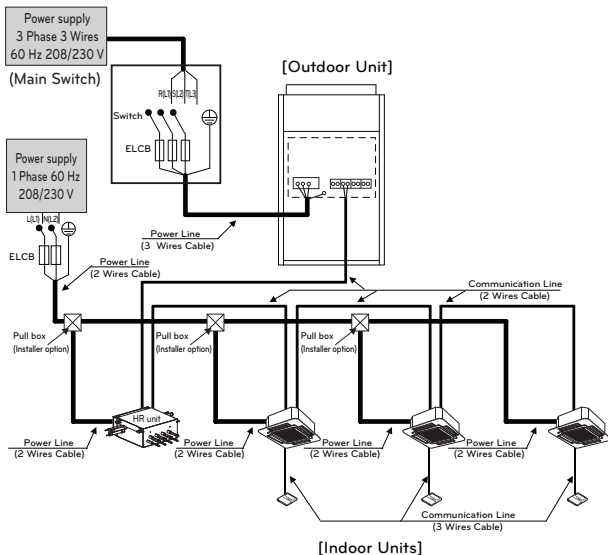 Power supply
3 Phase 3 Wires
60 Hz 208/230 V
(Main Switch)
R(L1) S(L2) T(L3)
Switch
ELCB
[Outdoor Unit]
Power supply
1 Phase 60 Hz
208/230 V
L(L1) N(L2)
ELCB
Power Line
(2 Wires Cable)
Power Line
(3 Wires Cable)
Communication Line
(2 Wires Cable)
Pull box
(Installer option)
Pull box
(Installer option)
Pull box
(Installer option)
HR unit
Power Line
(2 Wires Cable)
Power Line
(2 Wires Cable)
Power Line
(2 Wires Cable)
Power Line
(2 Wires Cable)
Communication Line
(3 Wires Cable)
[Indoor Units]